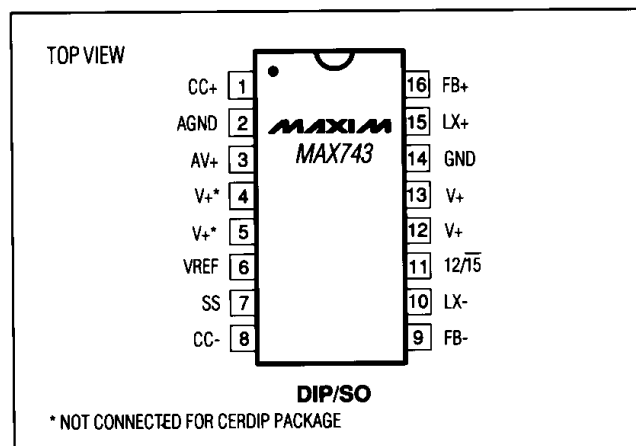 TOP VIEW
CC+ 1
AGND 2
AV+ 3
V+* 4
V+* 5
VREF 6
SS 7
CC- 8
MAXIM
MAX743
16 FB+
15 LX+
14 GND
13 V+
12 V+
11 12/1̅5̅
10 LX-
9 FB-
DIP/SO
* NOT CONNECTED FOR CERDIP PACKAGE